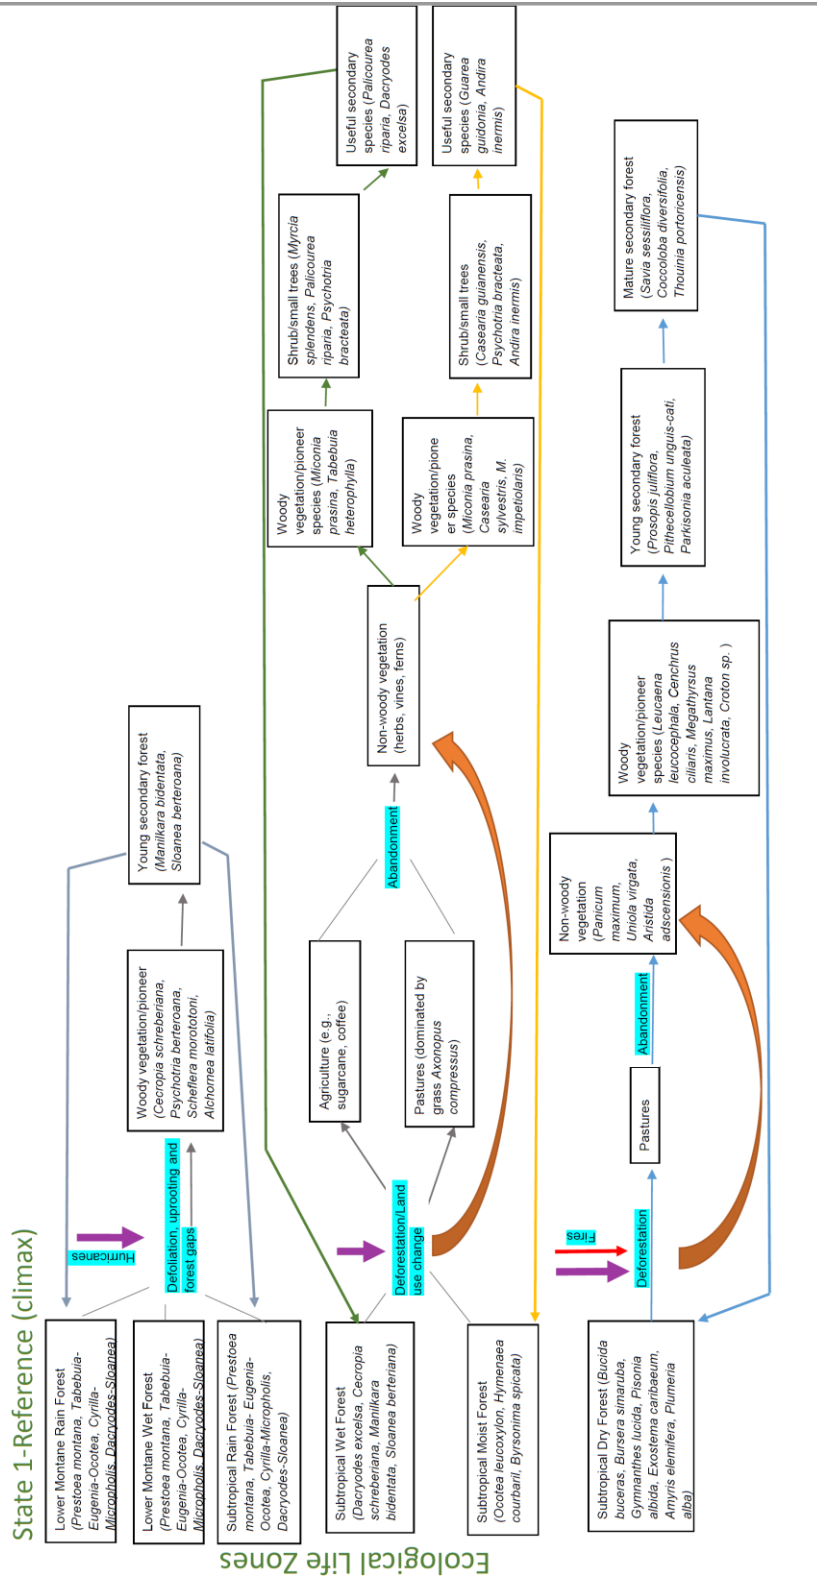 State 1-Reference (climax)
Ecological Life Zones
Lower Montane Rain Forest
(Prestoea montana, Tabebuia-
Eugenia-Ocotea, Cyrilla-
Micropholis, Dacryodes-Sloanea)
Lower Montane Wet Forest
(Prestoea montana, Tabebuia-
Eugenia-Ocotea, Cyrilla-
Micropholis, Dacryodes-Sloanea)
Subtropical Rain Forest (Prestoea
montana, Tabebuia- Eugenia-
Ocotea, Cyrilla-Micropholis,
Dacryodes-Sloanea)
Hurricanes
Defoliation, uprooting and
forest gaps
Woody vegetation/pioneer
(Cecropia schreberiana,
Psychotria berteroana,
Scheflera morototoni,
Alchornea latifolia)
Young secondary forest
(Manilkara bidentata,
Sloanea berteroana)
Subtropical Wet Forest
(Dacryodes excelsa, Cecropia
schreberiana, Manilkara
bidentata, Sloanea berteriana)
Subtropical Moist Forest
(Ocotea leucoxylon, Hymenaea
courbaril, Byrsonima spicata)
Deforestation/Land
use change
Agriculture (e.g.,
sugarcane, coffee)
Pastures (dominated by
grass Axonopus
compressus)
Abandonment
Non-woody vegetation
(herbs, vines, ferns)
Woody
vegetation/pioneer
species (Miconia
prasina, Tabebuia
heterophylla)
Shrub/small trees (Myrcia
splendens, Palicourea
riparia, Psychotria
bracteata)
Useful secondary
species (Palicourea
riparia, Dacryodes
excelsa)
Woody
vegetation/pione
er species
(Miconia prasina,
Casearia
sylvestris, M.
impetiolaris)
Shrub/small trees
(Casearia guianensis,
Psychotria bracteata,
Andira inermis)
Useful secondary
species (Guarea
guidonia, Andira
inermis)
Subtropical Dry Forest (Bucida
buceras, Bursera simaruba,
Gymnanthes lucida, Pisonia
albida, Exostema caribaeum,
Amyris elemifera, Plumeria
alba)
Fires
Deforestation
Pastures
Abandonment
Non-woody
vegetation
(Panicum
maximum,
Uniola virgata,
Aristida
adscensionis )
Woody
vegetation/pioneer
species (Leucaena
leucocephala, Cenchrus
ciliaris, Megathyrsus
maximus, Lantana
involucrata, Croton sp. )
Young secondary forest
(Prosopis juliflora,
Pithecellobium unguis-cati,
Parkisonia aculeata)
Mature secondary forest
(Savia sessiliflora,
Coccoloba diversifolia,
Thouinia portoricensis)